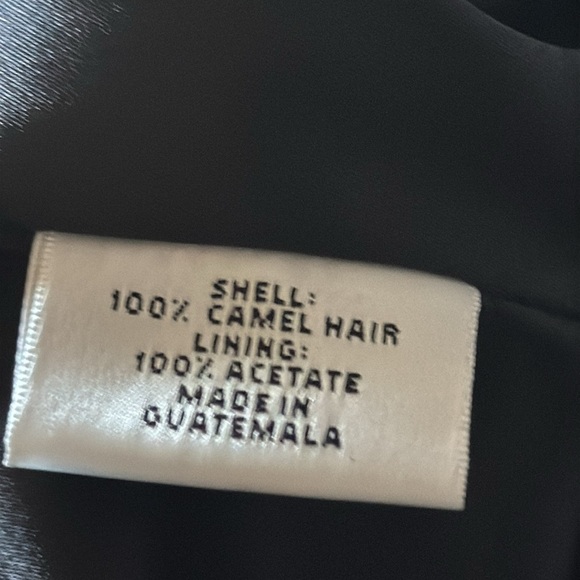 SHELL:
100% CAMEL HAIR
LINING:
100% ACETATE
MADE IN
GUATEMALA